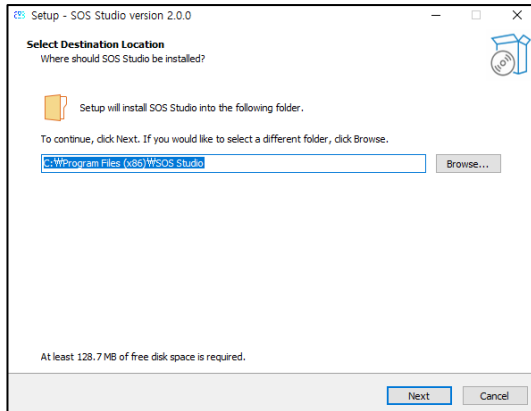 Setup - SOS Studio version 2.0.0
Select Destination Location
Where should SOS Studio be installed?
Setup will install SOS Studio into the following folder.
To continue, click Next. If you would like to select a different folder, click Browse.
C:₩Program Files (x86)₩SOS Studio
Browse...
At least 128.7 MB of free disk space is required.
Next
Cancel